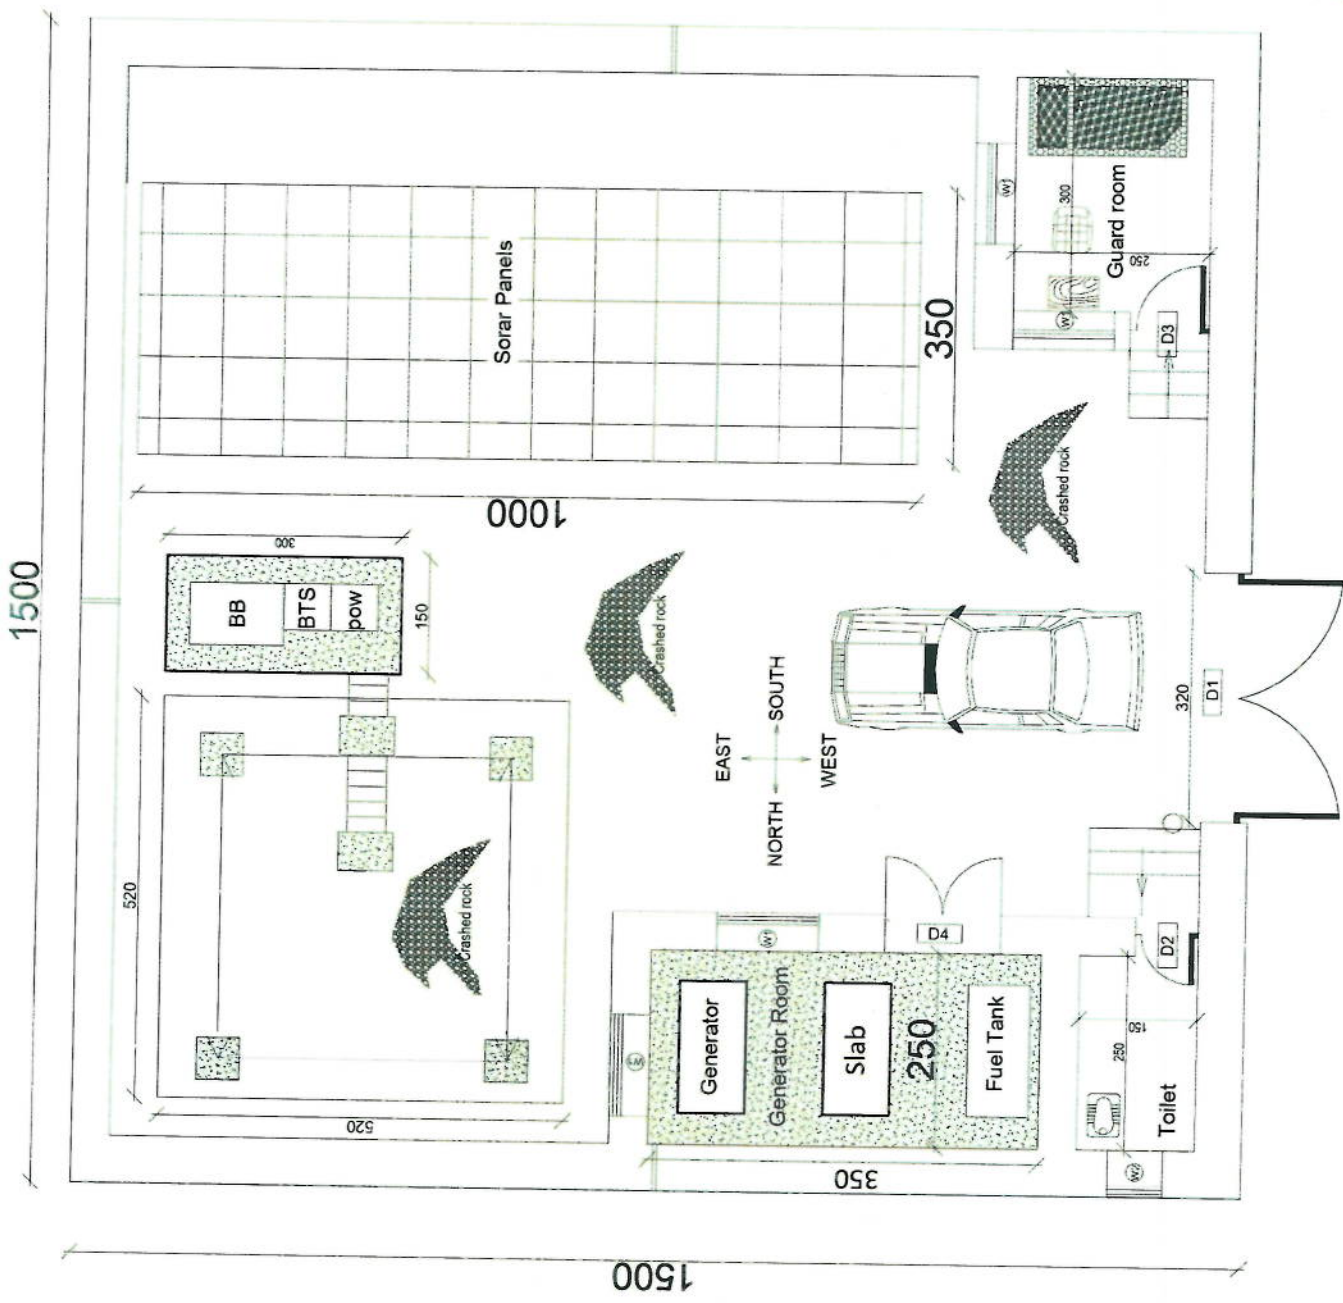 1500
1500
Sorar Panels
350
1000
300
BB
BTS
pow
150
520
520
Crashed rock
Crashed rock
Crashed rock
EAST
SOUTH
NORTH
WEST
W1
300
Guard room
250
W1
D3
320
D1
W1
W1
D4
Generator
Generator Room
Slab
250
Fuel Tank
350
D2
150
250
Toilet
W2